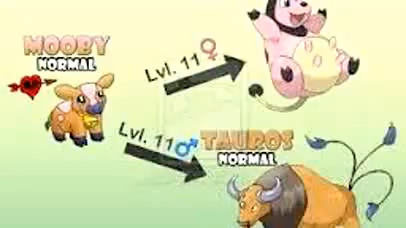 MOOBY
NORMAL
Lvl. 11♀
Lvl. 11♂
TAUROS
NORMAL